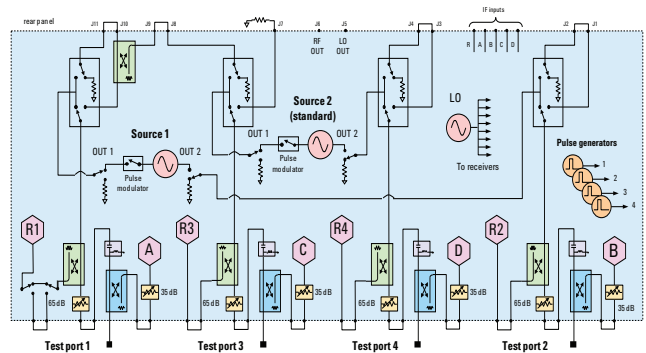 rear panel
J11 J10 J9 J8 J7 J6 J5 J4 J3 J2 J1
IF inputs
R A B C D
RF
OUT
LO
OUT
Source 1
OUT 1
OUT 2
Pulse
modulator
Source 2
(standard)
OUT 1
OUT 2
Pulse
modulator
LO
To receivers
Pulse generators
1
2
3
4
R1
A
R3
C
R4
D
R2
B
65 dB
35 dB
65 dB
35 dB
65 dB
35 dB
65 dB
35 dB
Test port 1
Test port 3
Test port 4
Test port 2